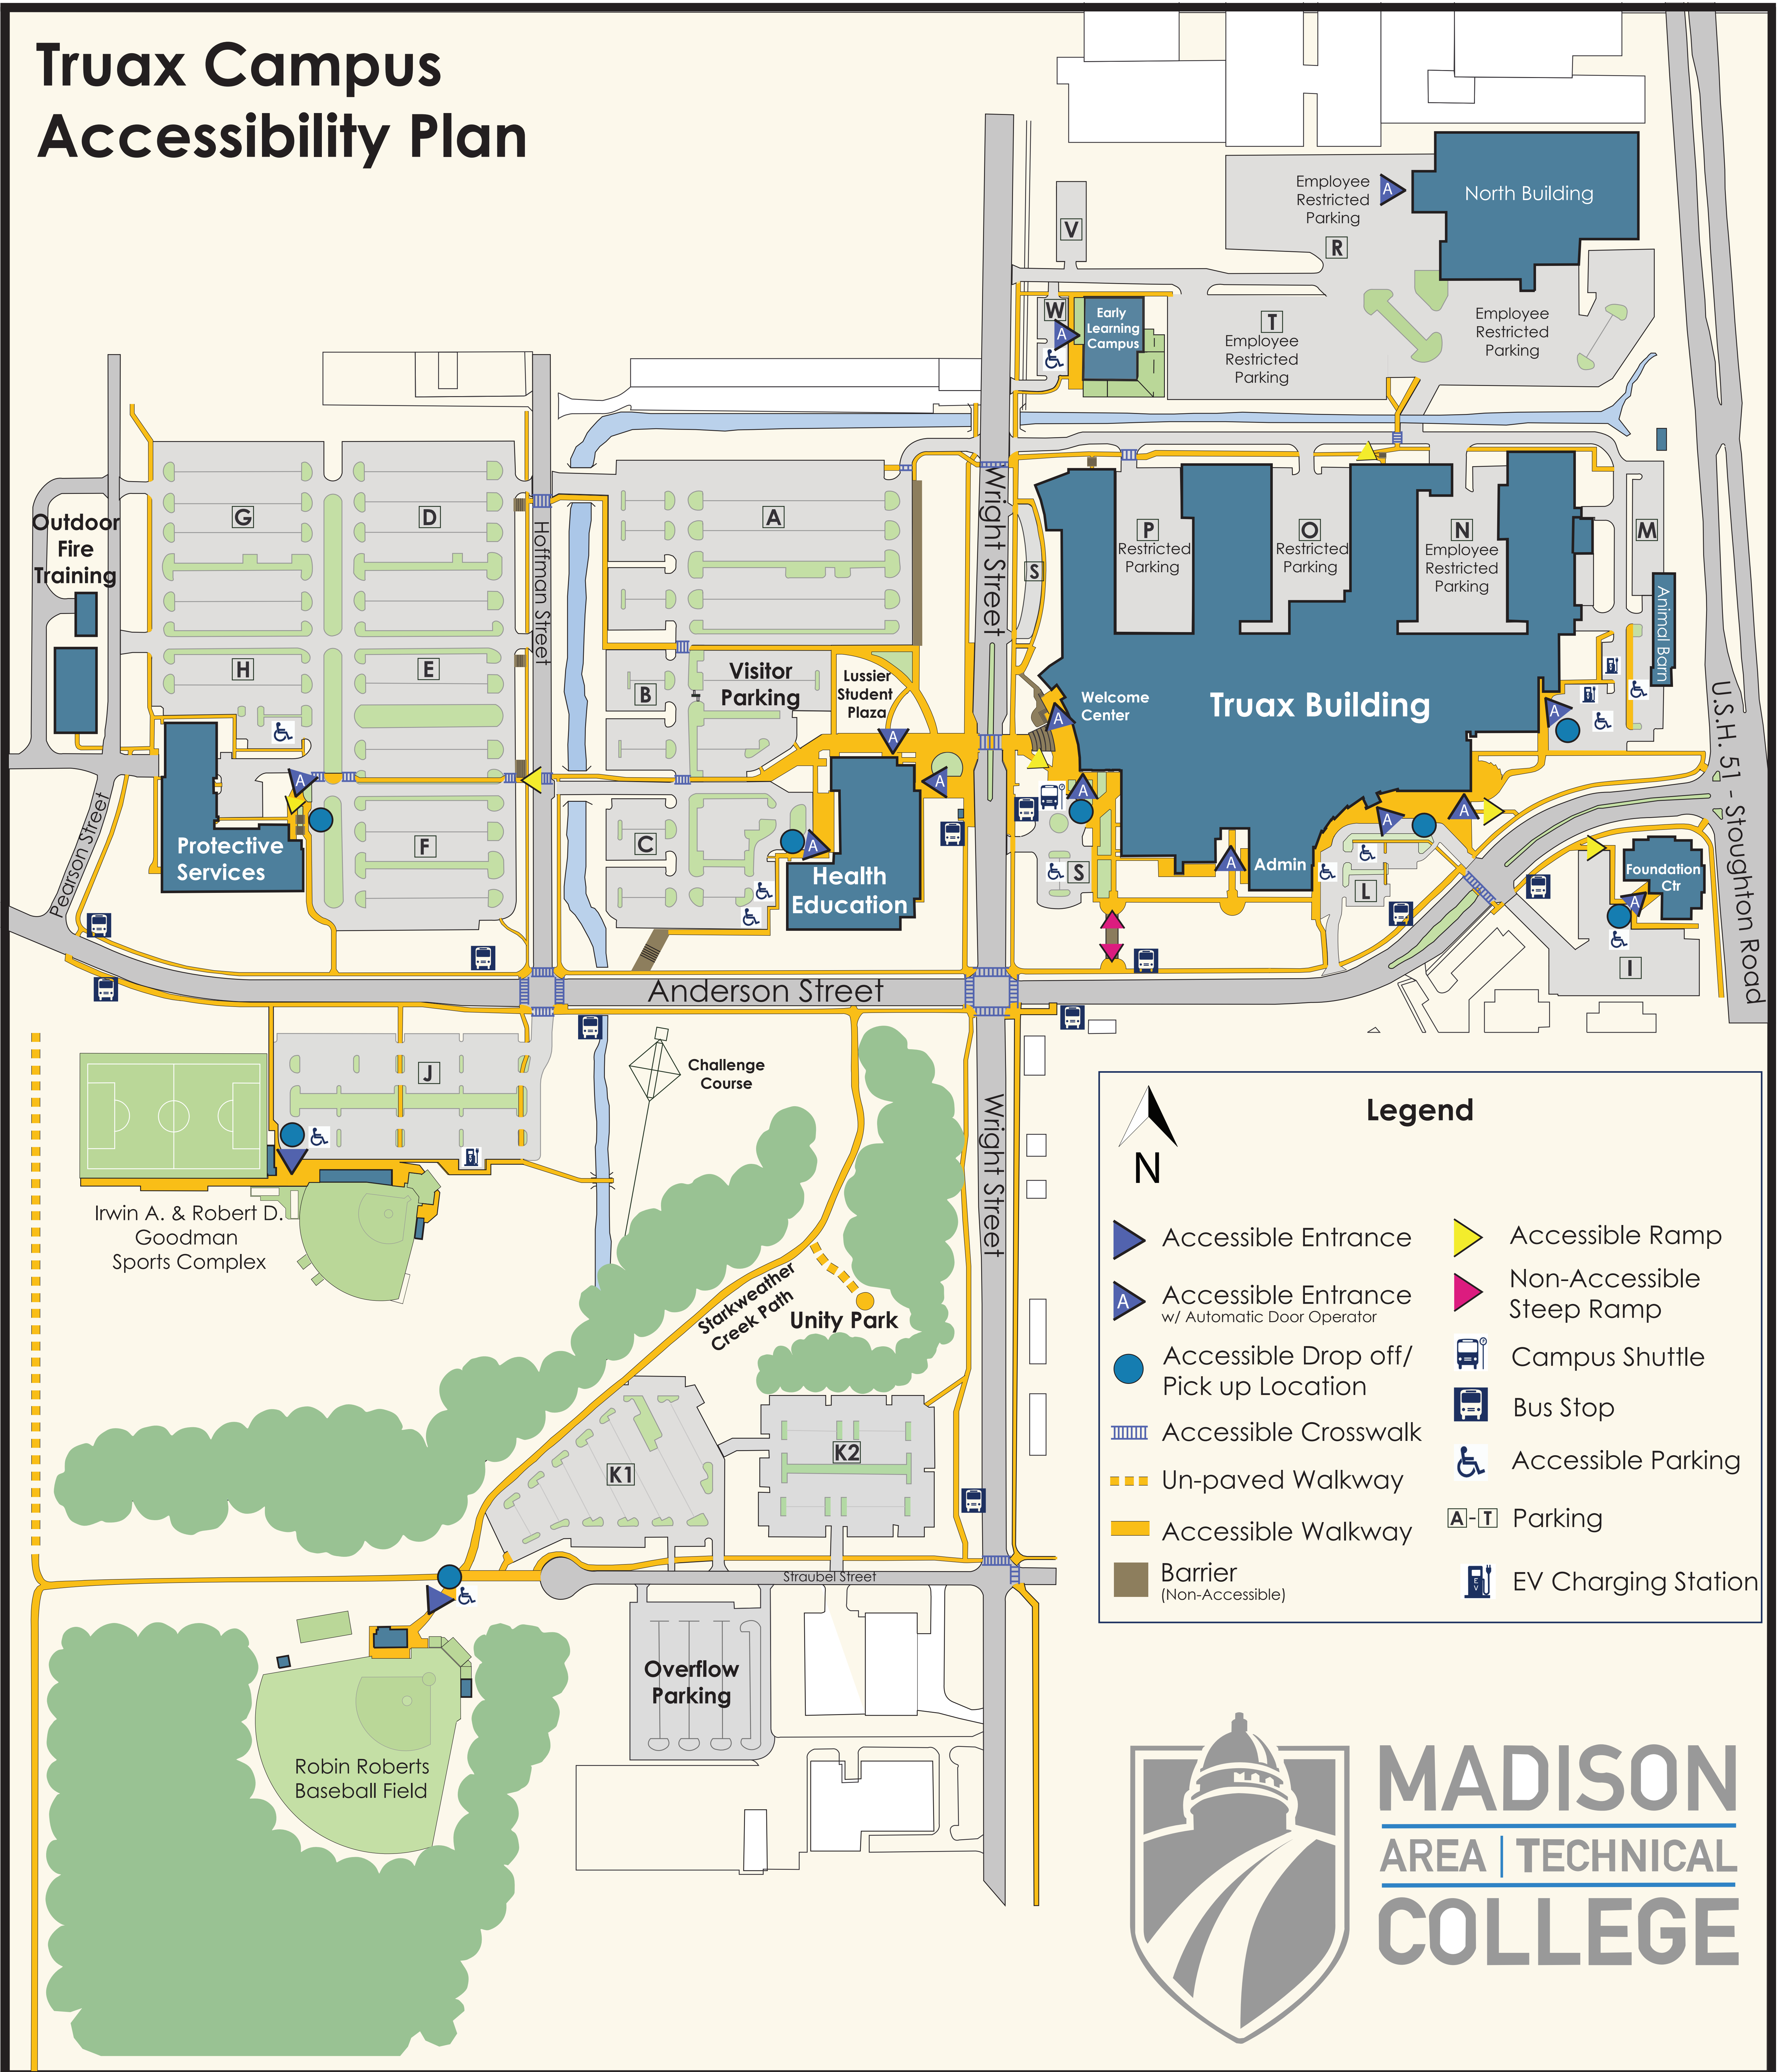 Truax Campus
Accessibility Plan
North Building
Employee
Restricted
Parking
A
R
V
W
A
Early
Learning
Campus
T
Employee
Restricted
Parking
Employee
Restricted
Parking
Outdoor
Fire
Training
G
D
Hoffman Street
A
Wright Street
S
P
Restricted
Parking
O
Restricted
Parking
N
Employee
Restricted
Parking
M
Animal Barn
H
E
B
Visitor
Parking
Lussier
Student
Plaza
A
Welcome
Center
A
Truax Building
A
U.S.H. 51 - Stoughton Road
A
A
A
A
A
Protective
Services
Pearson Street
F
C
A
Health
Education
S
A
Admin
L
Foundation
Ctr
A
I
Anderson Street
J
Challenge
Course
Wright Street
Irwin A. & Robert D.
Goodman
Sports Complex
Starkweather
Creek Path
Unity Park
K1
K2
Straubel Street
Overflow
Parking
Robin Roberts
Baseball Field
Legend
N
Accessible Entrance
A
Accessible Entrance
w/ Automatic Door Operator
Accessible Drop off/
Pick up Location
Accessible Crosswalk
Un-paved Walkway
Accessible Walkway
Barrier
(Non-Accessible)
Accessible Ramp
Non-Accessible
Steep Ramp
Campus Shuttle
Bus Stop
Accessible Parking
A-T Parking
EV
EV Charging Station
MADISON
AREA | TECHNICAL
COLLEGE